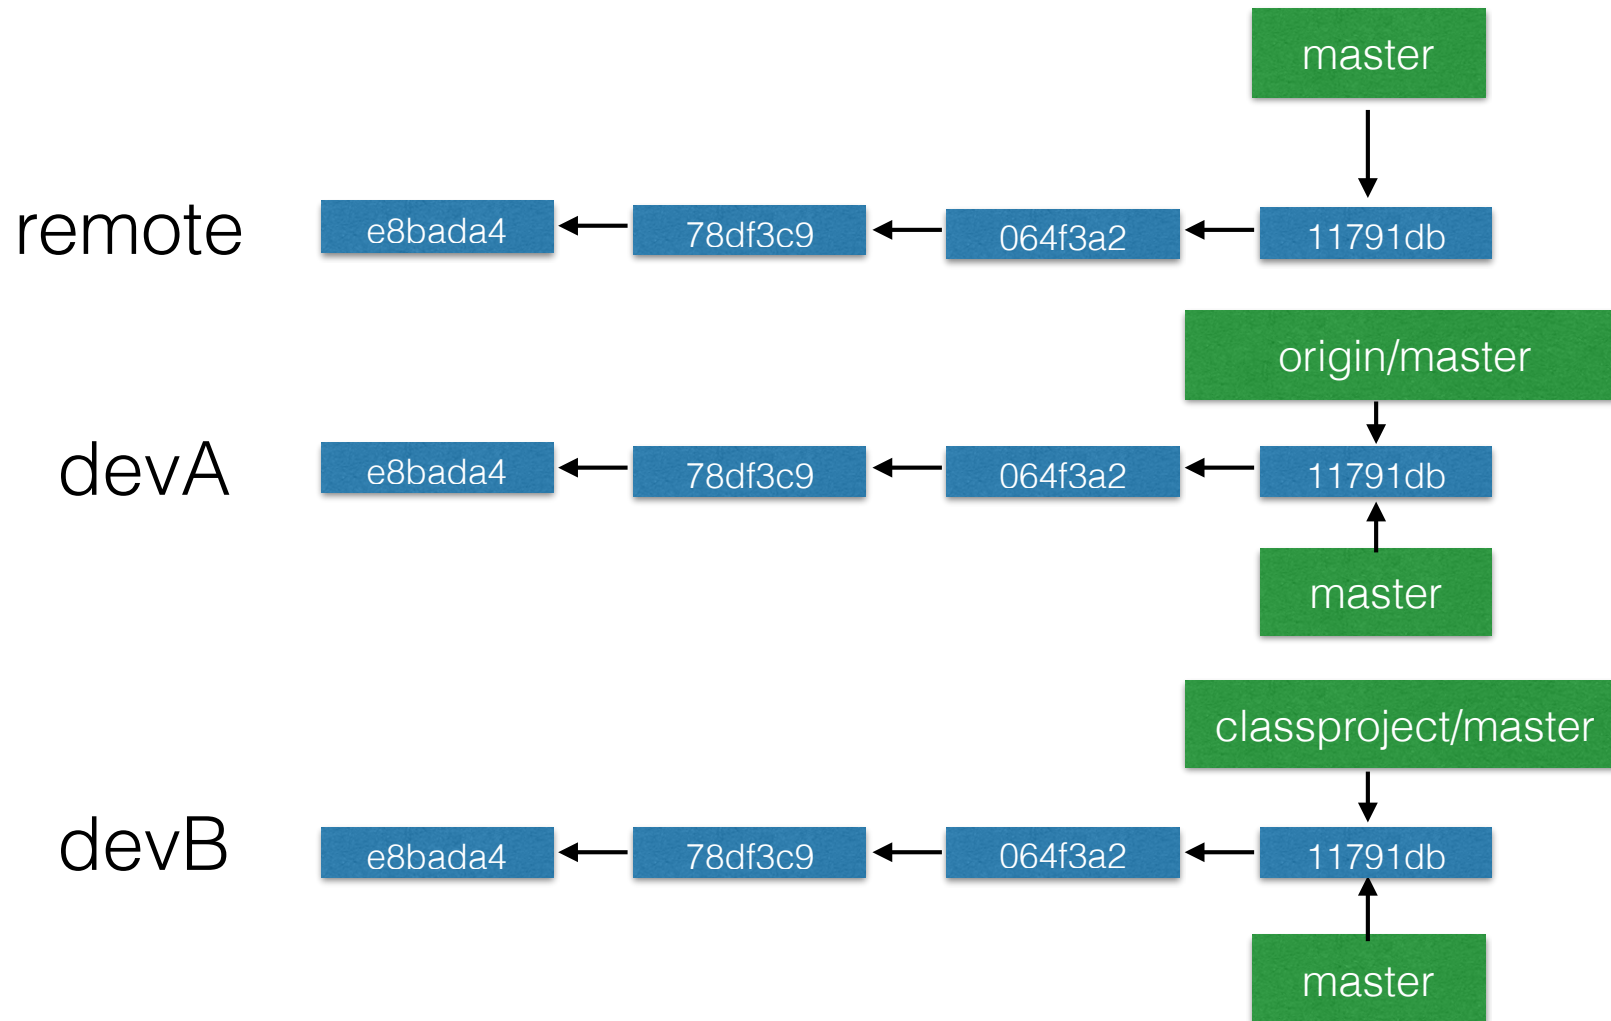 master
remote
e8bada4
78df3c9
064f3a2
11791db
origin/master
devA
e8bada4
78df3c9
064f3a2
11791db
master
classproject/master
devB
e8bada4
78df3c9
064f3a2
11791db
master